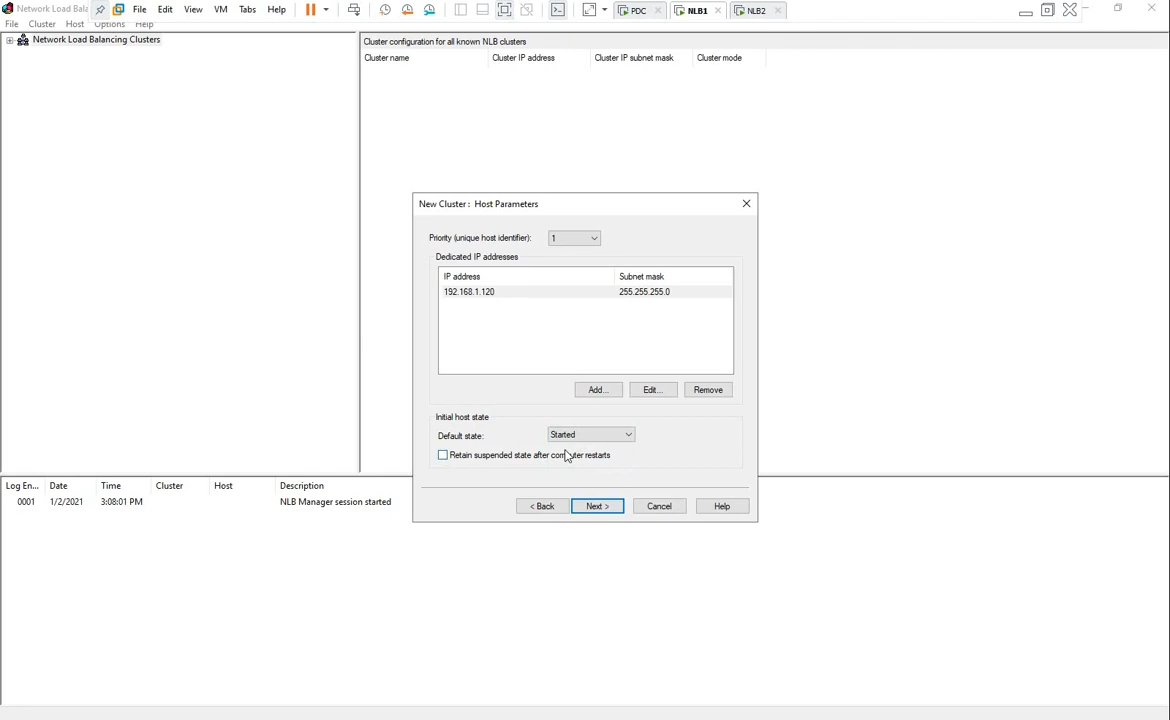 Network Load Bala
File Edit View VM Tabs Help
PDC
NLB1
NLB2
File Cluster Host Options Help
Network Load Balancing Clusters
Cluster configuration for all known NLB clusters
Cluster name Cluster IP address Cluster IP subnet mask Cluster mode
New Cluster : Host Parameters
Priority (unique host identifier): 1
Dedicated IP addresses
IP address Subnet mask
192.168.1.120 255.255.255.0
Add... Edit... Remove
Initial host state
Default state: Started
Retain suspended state after computer restarts
< Back Next > Cancel Help
Log En... Date Time Cluster Host Description
0001 1/2/2021 3:08:01 PM NLB Manager session started